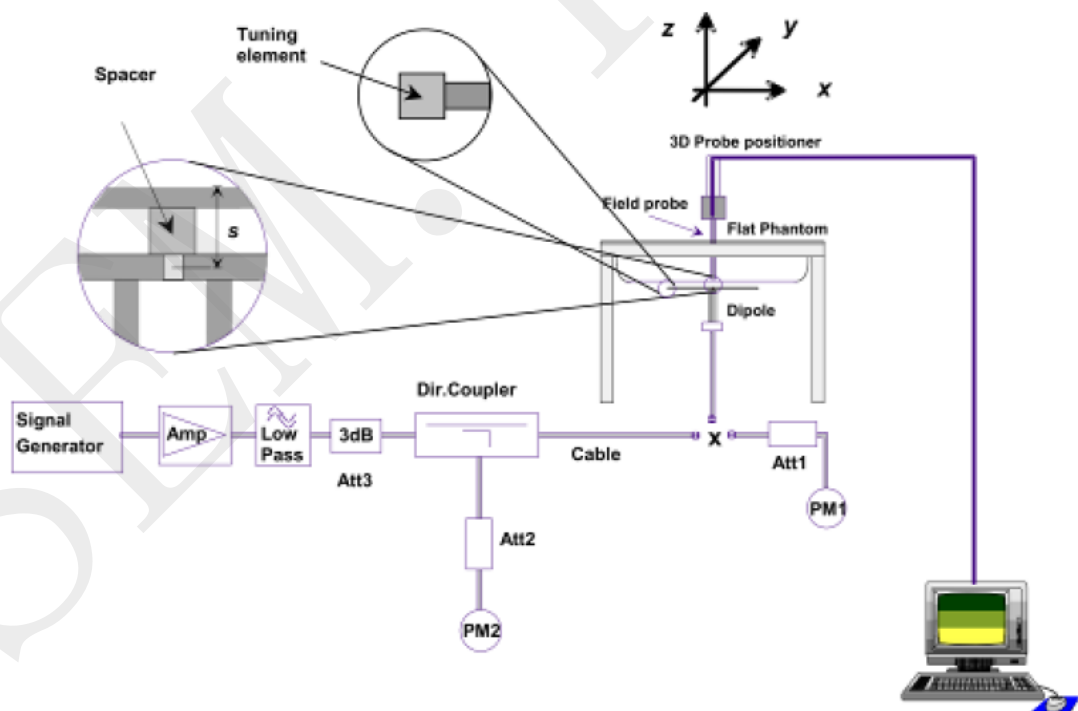 Tuning
element
Spacer
z
y
x
3D Probe positioner
Field probe
Flat Phantom
s
Dipole
Dir.Coupler
Signal
Generator
Amp
Low
Pass
3dB
Att3
Cable
X
Att1
PM1
Att2
PM2